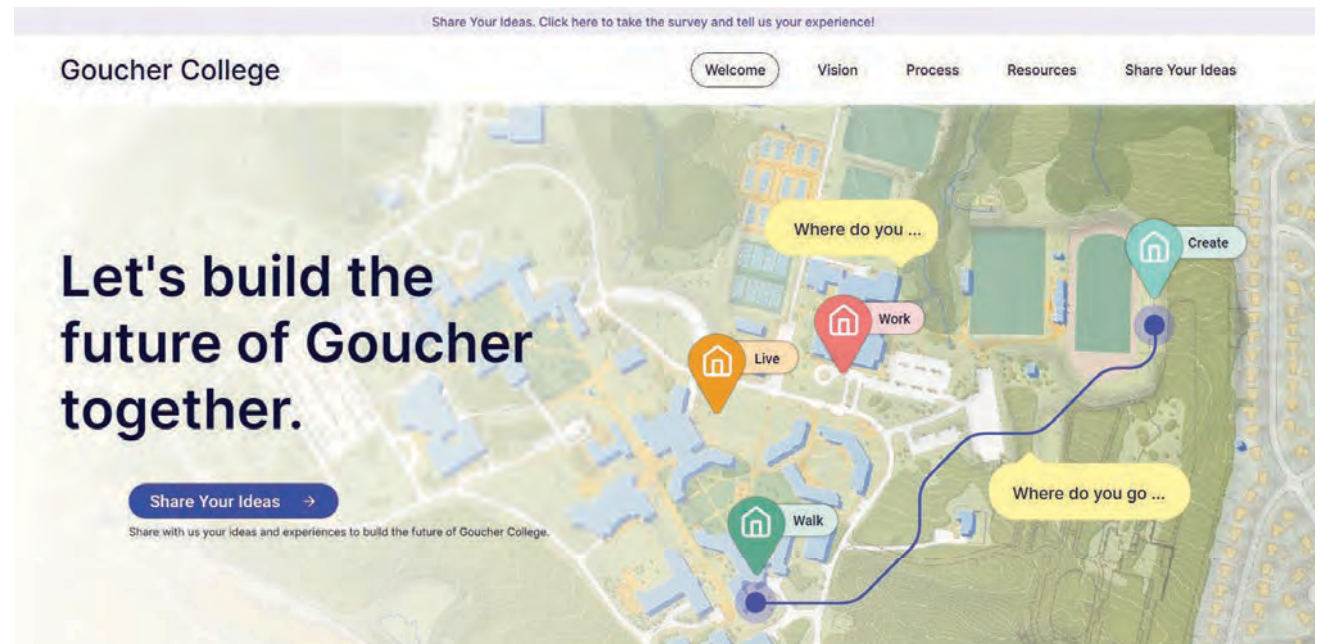 Share Your Ideas. Click here to take the survey and tell us your experience!
Goucher College
Welcome
Vision
Process
Resources
Share Your Ideas
Let's build the
future of Goucher
together.
Share Your Ideas →
Share with us your ideas and experiences to build the future of Goucher College.
Where do you ...
Create
Work
Live
Where do you go ...
Walk